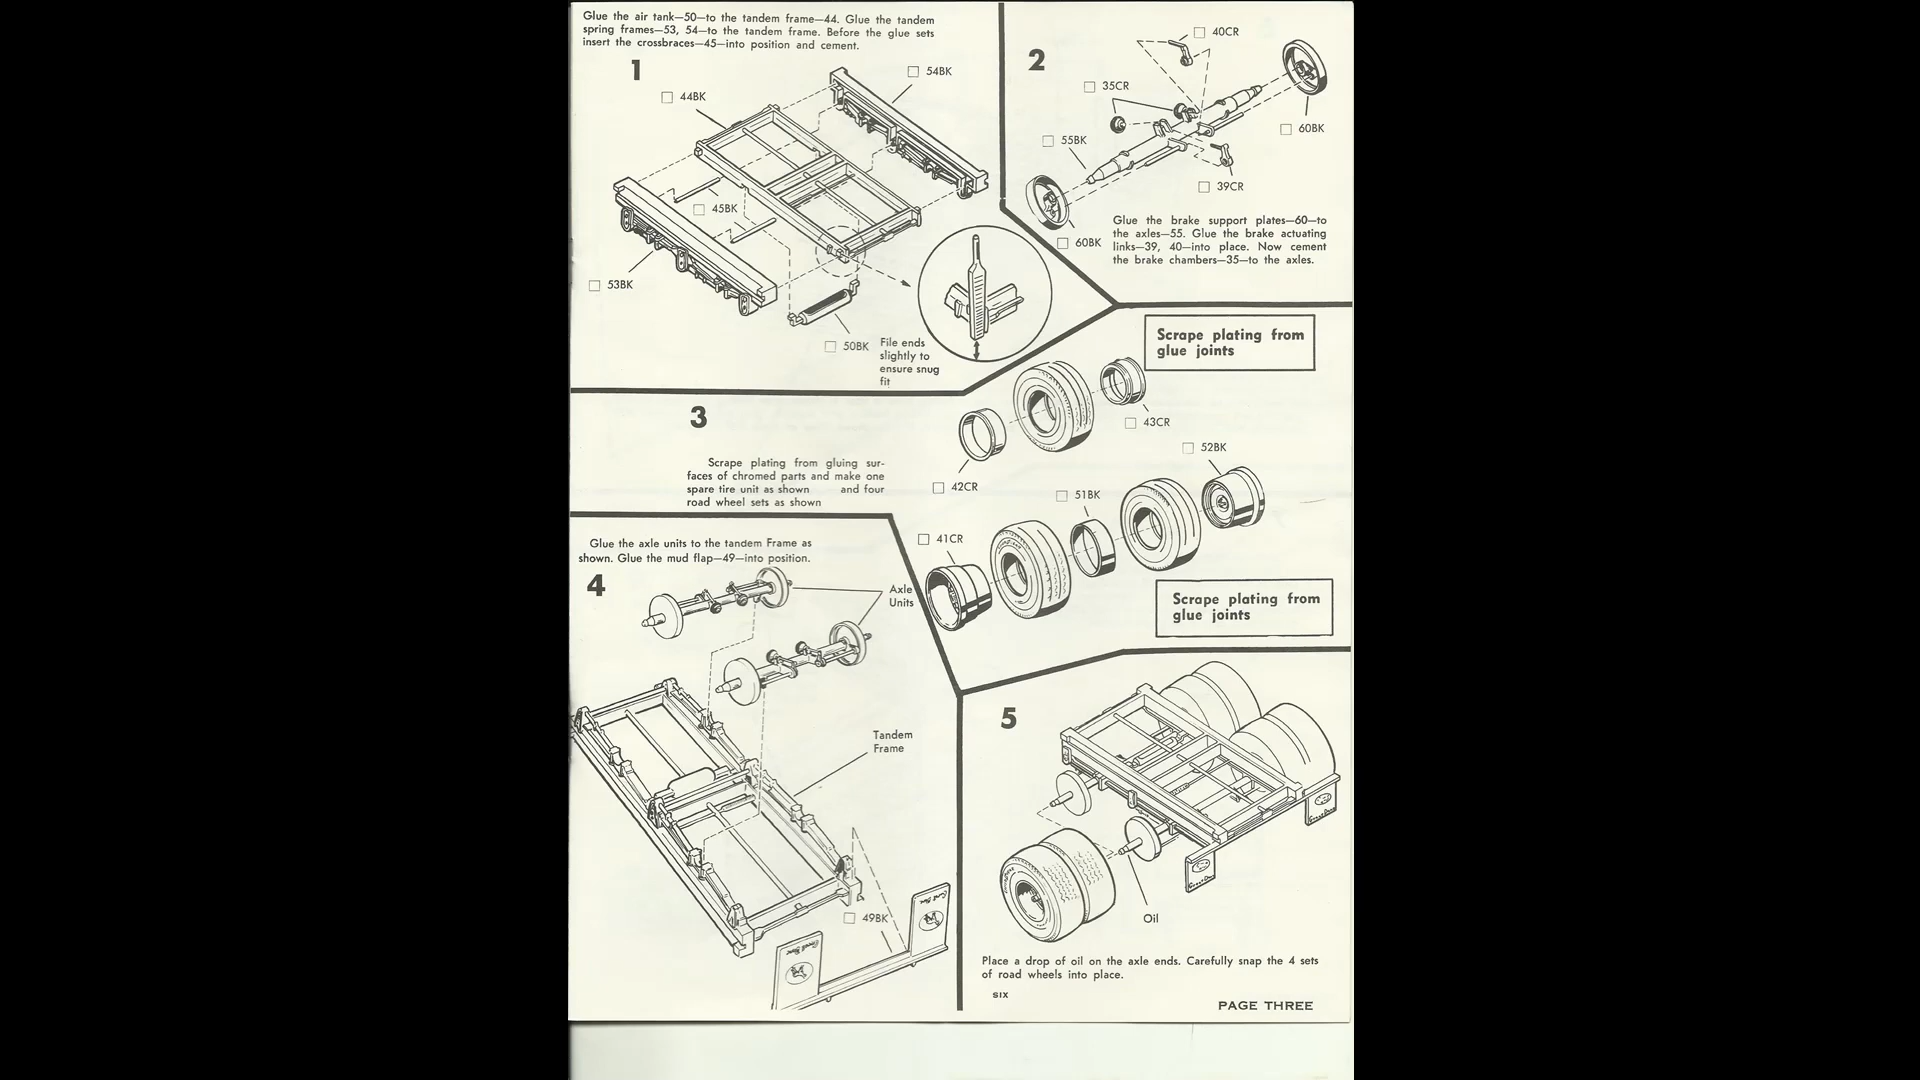 Glue the air tank—50—to the tandem frame—44. Glue the tandem
spring frames—53, 54—to the tandem frame. Before the glue sets
insert the crossbraces—45—into position and cement.
1
54BK
44BK
45BK
53BK
50BK
File ends
slightly to
ensure snug
fit
2
40CR
35CR
60BK
55BK
39CR
60BK
Glue the brake support plates—60—to
the axles—55. Glue the brake actuating
links—39, 40—into place. Now cement
the brake chambers—35—to the axles.
Scrape plating from
glue joints
3
Scrape plating from gluing sur-
faces of chromed parts and make one
spare tire unit as shown and four
road wheel sets as shown
43CR
42CR
52BK
51BK
41CR
Scrape plating from
glue joints
Glue the axle units to the tandem Frame as
shown. Glue the mud flap—49—into position.
4
Axle
Units
Tandem
Frame
49BK
5
Oil
Place a drop of oil on the axle ends. Carefully snap the 4 sets
of road wheels into place.
SIX
PAGE THREE